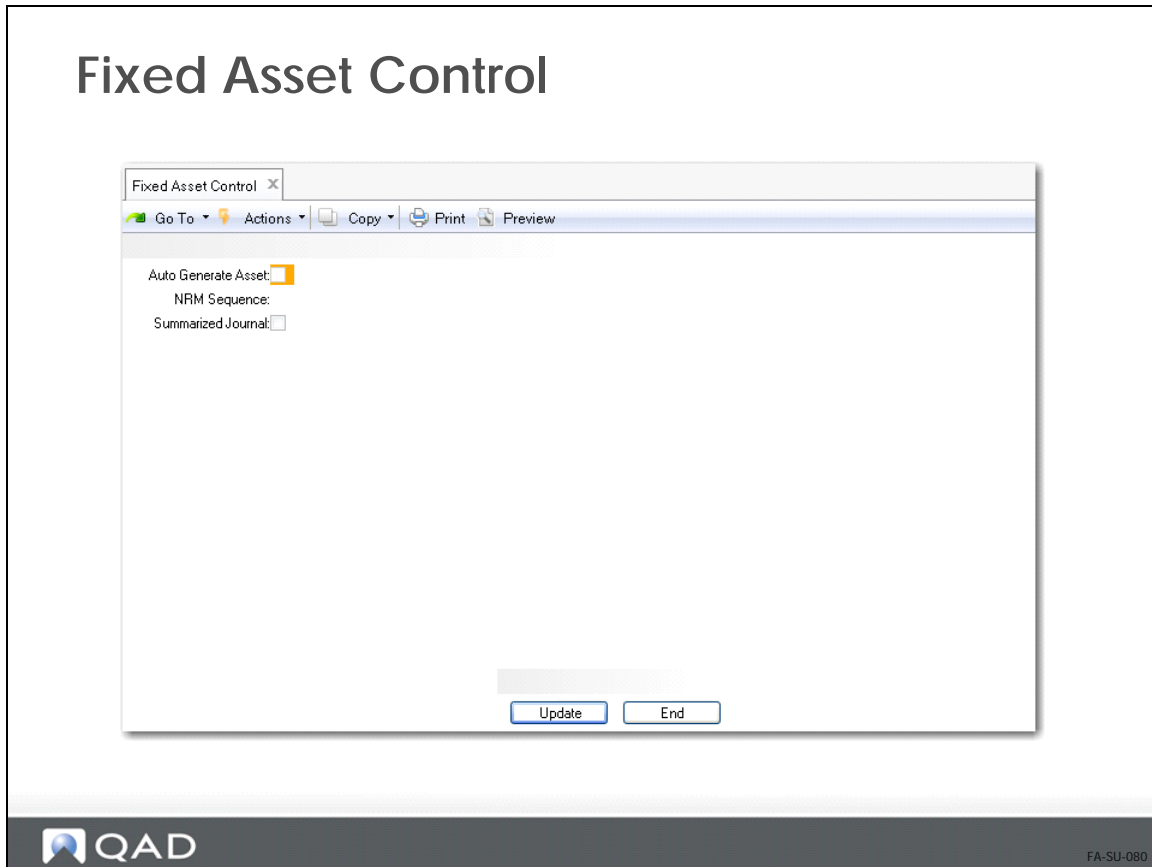 Fixed Asset Control
Fixed Asset Control
Go To Actions Copy Print Preview
Auto Generate Asset:
NRM Sequence:
Summarized Journal:
Update End
QAD
FA-SU-080